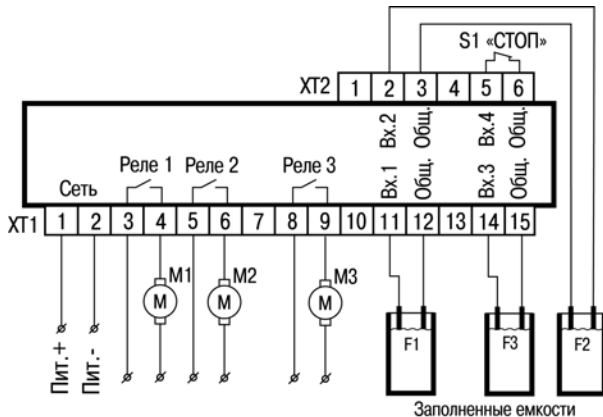 S1 «СТОП»
XT2 1 2 3 4 5 6
Вх.2 Общ. Вх.4 Общ.
Реле 1 Реле 2 Реле 3
Вх.1 Общ. Вх.3 Общ.
Сеть
XT1 1 2 3 4 5 6 7 8 9 10 11 12 13 14 15
M1 M2 M3
M M M
F1 F3 F2
Пит.+ Пит.-
Заполненные емкости